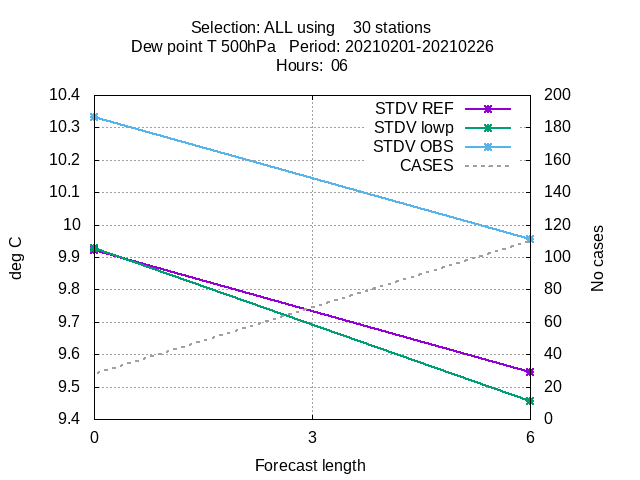 Selection: ALL using    30 stations
Dew point T 500hPa   Period: 20210201-20210226
Hours:  06
10.4
10.3
10.2
10.1
10
9.9
9.8
9.7
9.6
9.5
9.4
deg C
STDV REF
STDV lowp
STDV OBS
CASES
200
180
160
140
120
100
80
60
40
20
0
No cases
0 3 6
Forecast length